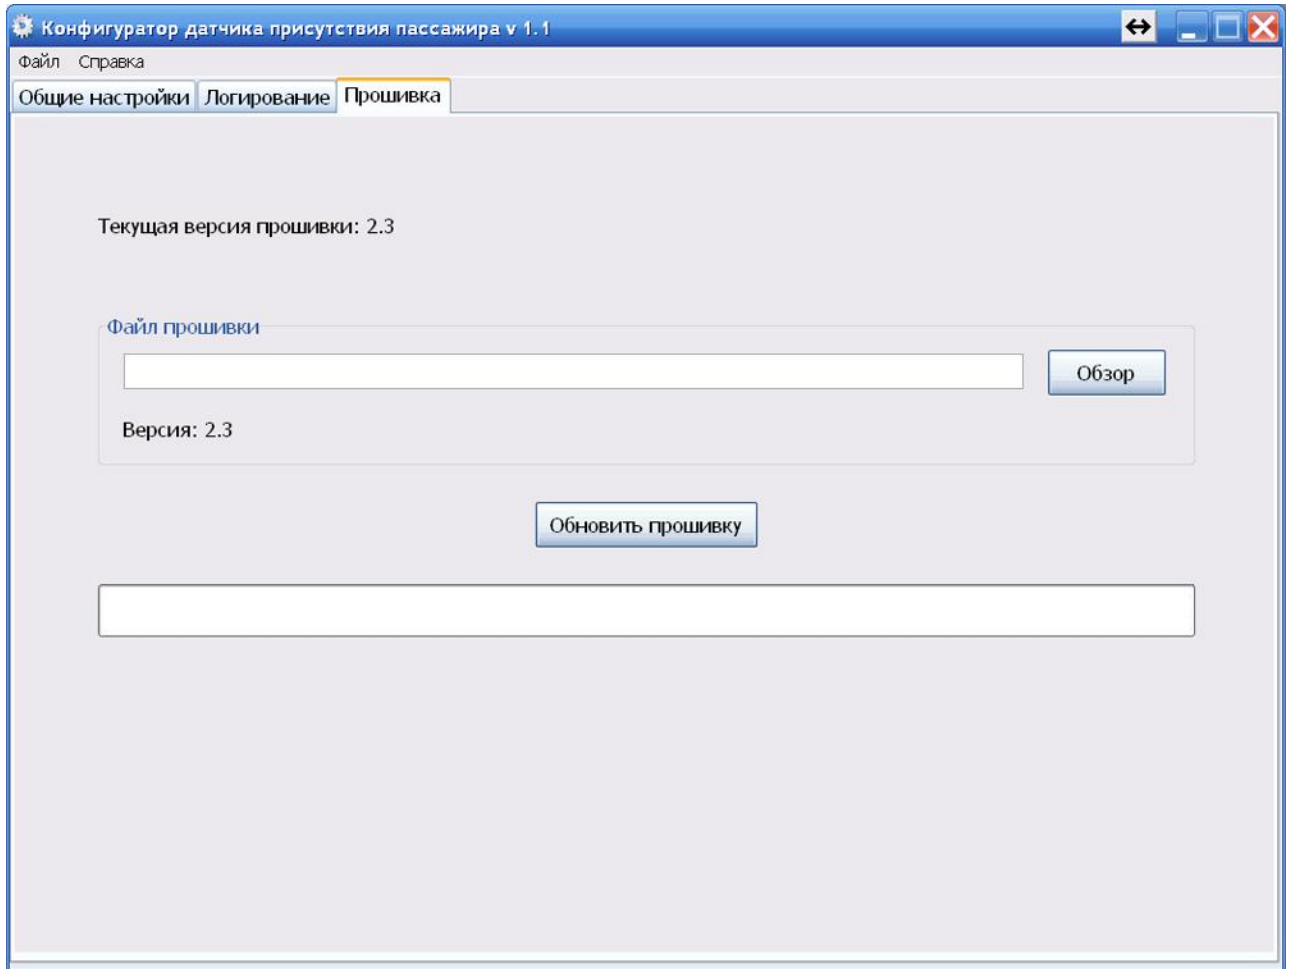 Конфигуратор датчика присутствия пассажира v 1.1
Файл Справка
Общие настройки Логирование Прошивка
Текущая версия прошивки: 2.3
Файл прошивки
Обзор
Версия: 2.3
Обновить прошивку